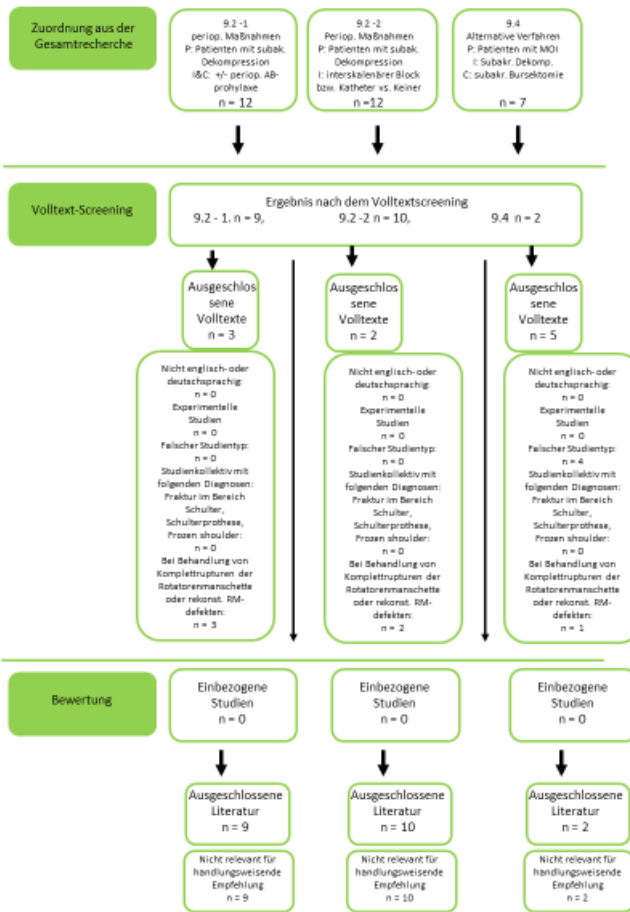 Zuordnung aus der
Gesamtrecherche
9.2 -1
periop. Maßnahmen
P: Patienten mit subak.
Dekompression
I&C: +/- periop. AB-
prophylaxe
n = 12
9.2 -2
Periop. Maßnahmen
P: Patienten mit subak.
Dekompression
I: interskalenärer Block
bzw. Katheter vs. Keiner
n =12
9.4
Alternative Verfahren
P: Patienten mit MOI
I: Subakr. Dekomp.
C: subakr. Bursektomie
n = 7
Volltext-Screening
Ergebnis nach dem Volltextscreening
9.2 - 1. n = 9, 9.2 -2 n = 10, 9.4 n = 2
Ausgeschlos
sene
Volltexte
n = 3
Nicht englisch- oder
deutschsprachig:
n = 0
Experimentelle
Studien
n = 0
Falscher Studientyp:
n = 0
Studienkollektiv mit
folgenden Diagnosen:
Fraktur im Bereich
Schulter,
Schulterprothese,
Frozen shoulder:
n = 0
Bei Behandlung von
Komplettrupturen der
Rotatorenmanschette
oder rekonst. RM-
defekten:
n = 3
Ausgeschlos
sene
Volltexte
n = 2
Nicht englisch- oder
deutschsprachig:
n = 0
Experimentelle
Studien
n = 0
Falscher Studientyp:
n = 0
Studienkollektiv mit
folgenden Diagnosen:
Fraktur im Bereich
Schulter,
Schulterprothese,
Frozen shoulder:
n = 0
Bei Behandlung von
Komplettrupturen der
Rotatorenmanschette
oder rekonst. RM-
defekten:
n = 2
Ausgeschlos
sene
Volltexte
n = 5
Nicht englisch- oder
deutschsprachig:
n = 0
Experimentelle
Studien
n = 0
Falscher Studientyp:
n = 4
Studienkollektiv mit
folgenden Diagnosen:
Fraktur im Bereich
Schulter,
Schulterprothese,
Frozen shoulder:
n = 0
Bei Behandlung von
Komplettrupturen der
Rotatorenmanschette
oder rekonst. RM-
defekten:
n = 1
Bewertung
Einbezogene
Studien
n = 0
Einbezogene
Studien
n = 0
Einbezogene
Studien
n = 0
Ausgeschlossene
Literatur
n = 9
Ausgeschlossene
Literatur
n = 10
Ausgeschlossene
Literatur
n = 2
Nicht relevant für
handlungsweisende
Empfehlung
n = 9
Nicht relevant für
handlungsweisende
Empfehlung
n = 10
Nicht relevant für
handlungsweisende
Empfehlung
n = 2